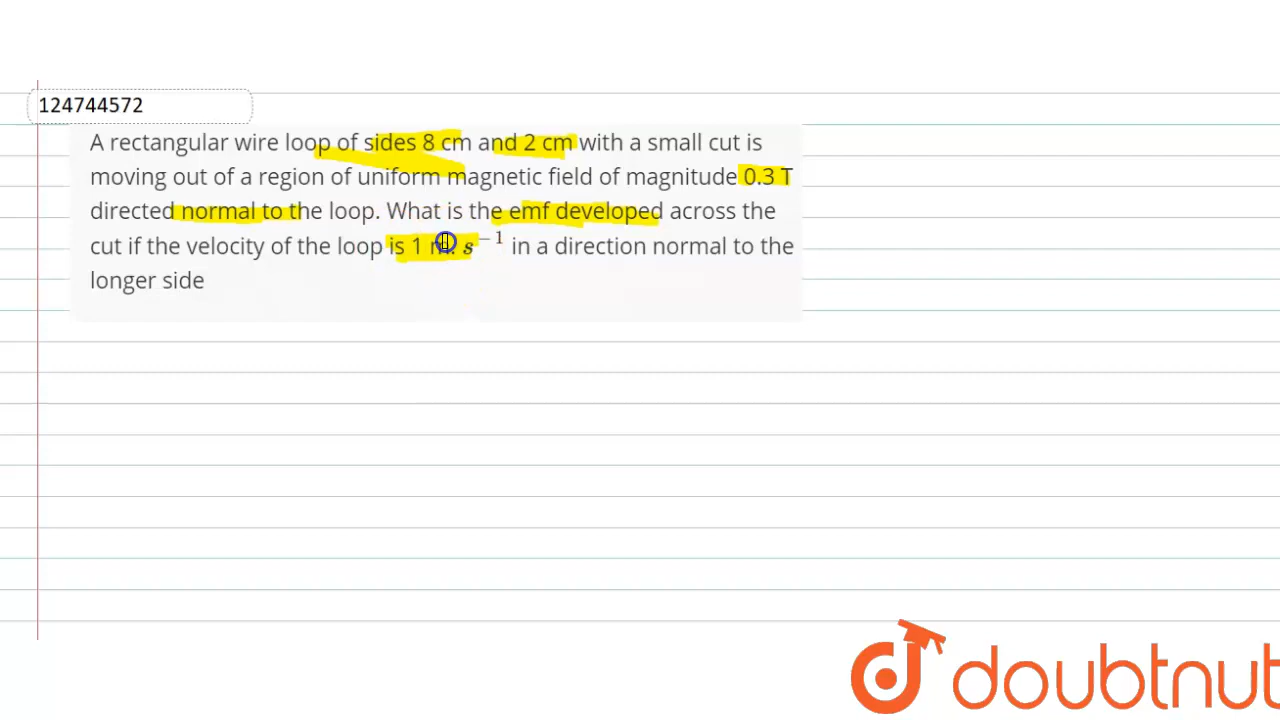 124744572
A rectangular wire loop of sides 8 cm and 2 cm with a small cut is
moving out of a region of uniform magnetic field of magnitude 0.3 T
directed normal to the loop. What is the emf developed across the
cut if the velocity of the loop is 1 m. s⁻¹ in a direction normal to the
longer side
doubtnut